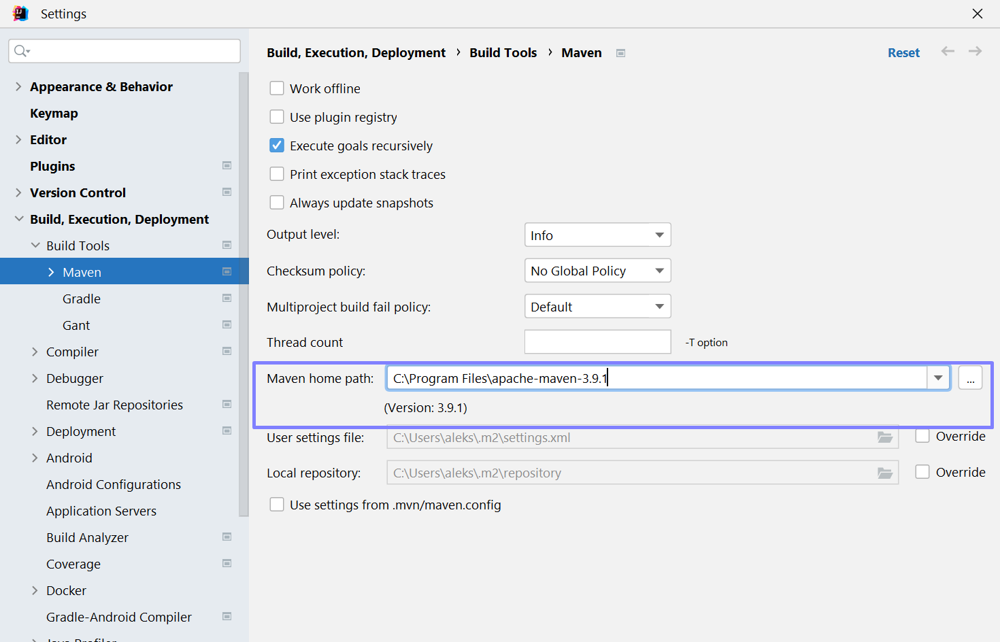 Settings
Build, Execution, Deployment › Build Tools › Maven
Reset
Appearance & Behavior
Keymap
Editor
Plugins
Version Control
Build, Execution, Deployment
Build Tools
Maven
Gradle
Gant
Compiler
Debugger
Remote Jar Repositories
Deployment
Android
Android Configurations
Application Servers
Build Analyzer
Coverage
Docker
Gradle-Android Compiler
Java Profiler
Work offline
Use plugin registry
Execute goals recursively
Print exception stack traces
Always update snapshots
Output level: Info
Checksum policy: No Global Policy
Multiproject build fail policy: Default
Thread count -T option
Maven home path: C:\Program Files\apache-maven-3.9.1 ...
(Version: 3.9.1)
User settings file: C:\Users\aleks\.m2\settings.xml Override
Local repository: C:\Users\aleks\.m2\repository Override
Use settings from .mvn/maven.config